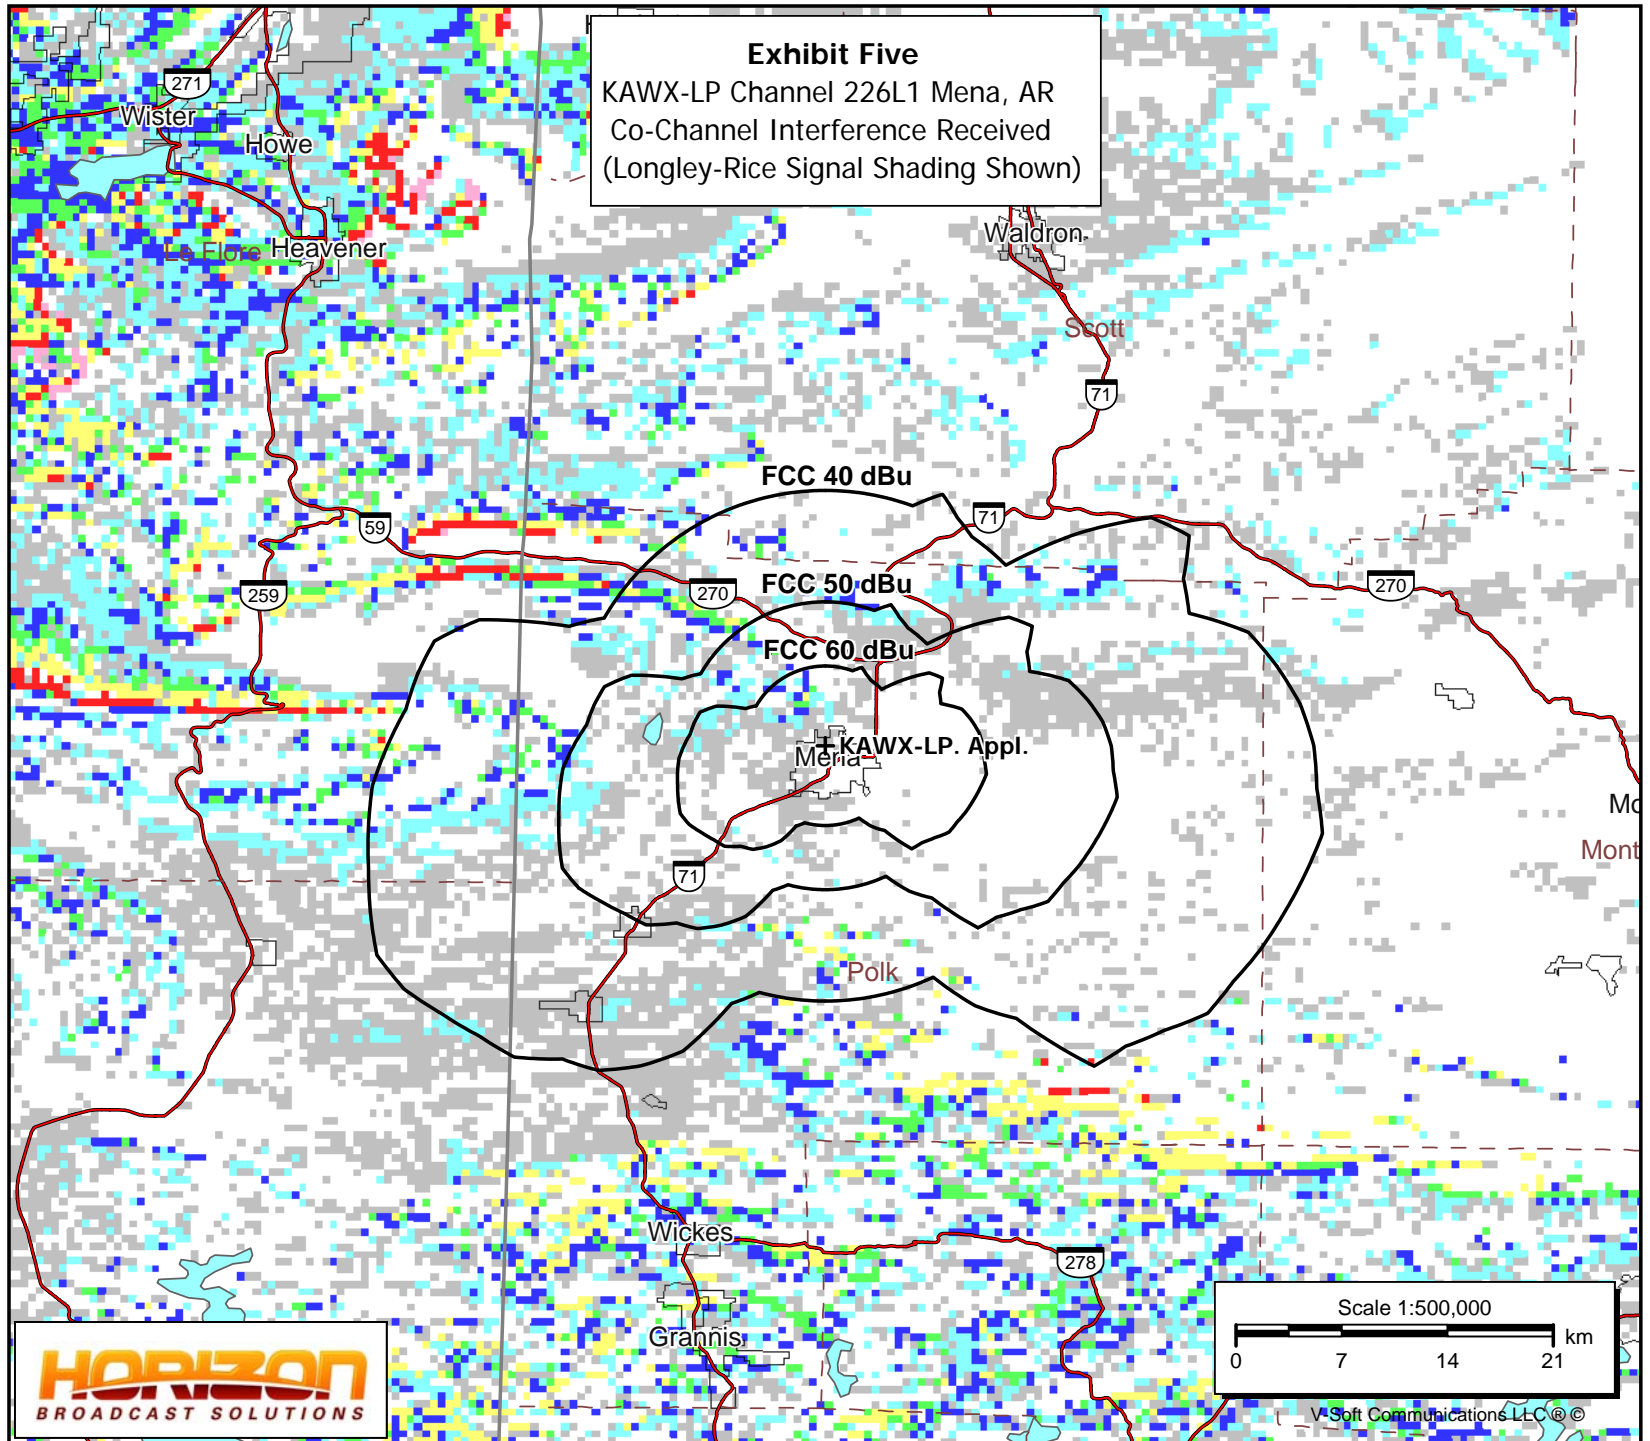 Exhibit Five
KAWX-LP Channel 226L1 Mena, AR
Co-Channel Interference Received
(Longley-Rice Signal Shading Shown)
271
Wister
Howe
Le Flore
Heavener
Waldron
Scott
71
FCC 40 dBu
59
71
259
270
FCC 50 dBu
270
FCC 60 dBu
KAWX-LP. Appl.
Mena
Mont
71
Polk
Wickes
278
Grannis
Scale 1:500,000
km
0 7 14 21
HORIZON
BROADCAST SOLUTIONS
V-Soft Communications LLC ® ©